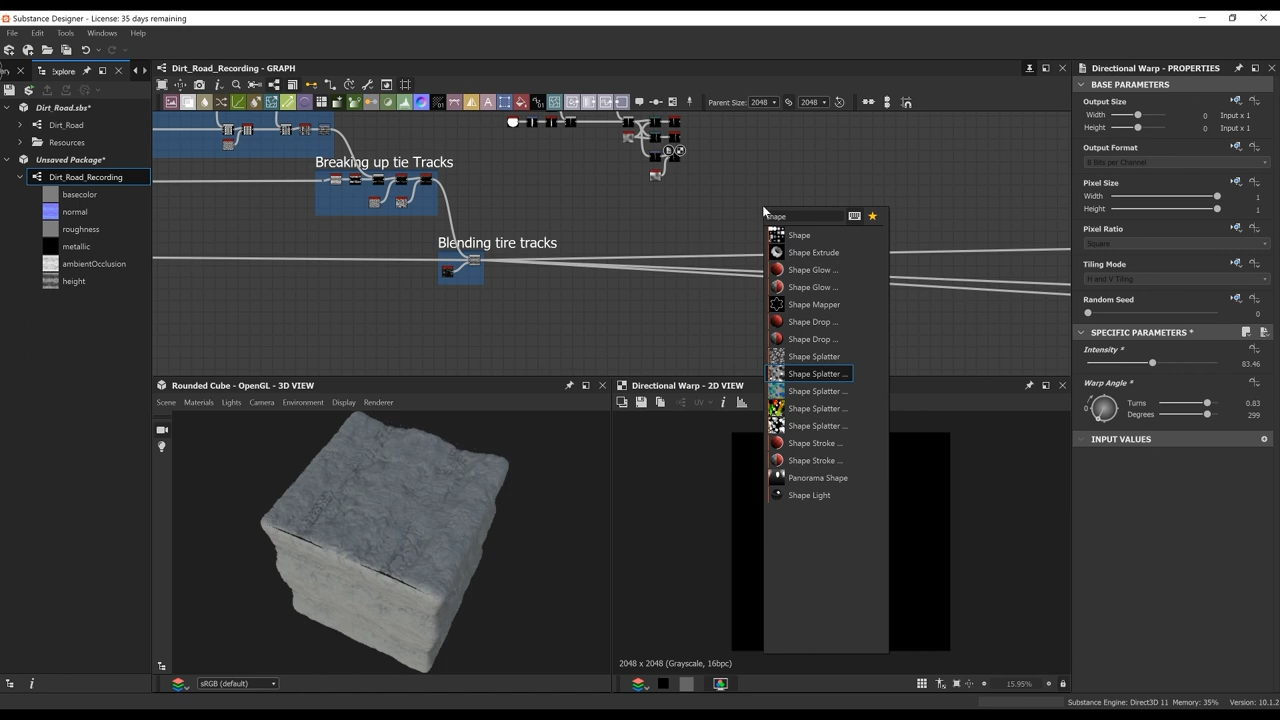 Substance Designer - License: 35 days remaining
File Edit Tools Windows Help
Explore
Dirt_Road.sbs*
Dirt_Road
Resources
Unsaved Package*
Dirt_Road_Recording
basecolor
normal
roughness
metallic
ambientOcclusion
height
Dirt_Road_Recording - GRAPH
Parent Size: 2048 2048
Breaking up tie Tracks
Blending tire tracks
shape
Shape
Shape Extrude
Shape Glow ...
Shape Glow ...
Shape Mapper
Shape Drop ...
Shape Drop ...
Shape Splatter
Shape Splatter ...
Shape Splatter ...
Shape Splatter ...
Shape Splatter ...
Shape Stroke ...
Shape Stroke ...
Panorama Shape
Shape Light
Rounded Cube - OpenGL - 3D VIEW
Scene Materials Lights Camera Environment Display Renderer
sRGB (default)
Directional Warp - 2D VIEW
UV
2048 x 2048 (Grayscale, 16bpc)
15.95%
Directional Warp - PROPERTIES
BASE PARAMETERS
Output Size
Width 0 Input x 1
Height 0 Input x 1
Output Format
8 Bits per Channel
Pixel Size
Width 1
Height 1
Pixel Ratio
Square
Tiling Mode
H and V Tiling
Random Seed
0
SPECIFIC PARAMETERS *
Intensity *
83.46
Warp Angle *
0 Turns 0.83
Degrees 299
INPUT VALUES
Substance Engine: Direct3D 11 Memory: 35% Version: 10.1.2